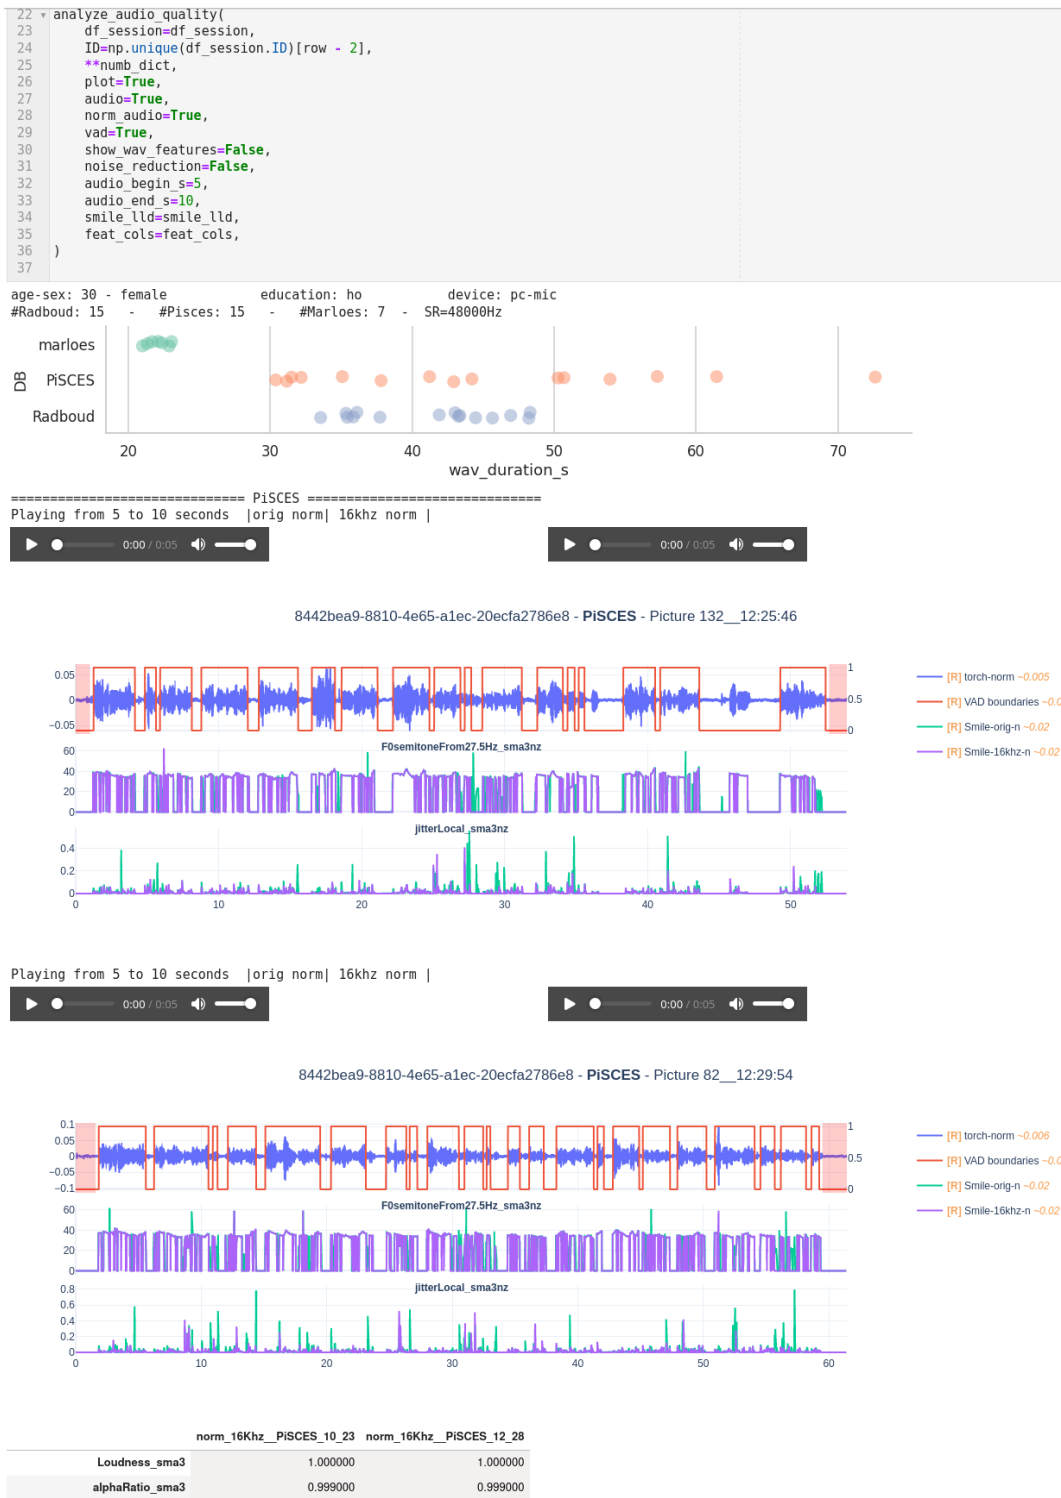 22 analyze_audio_quality(
23 df_session=df_session,
24 ID=np.unique(df_session.ID)[row - 2],
25 **numb_dict,
26 plot=True,
27 audio=True,
28 norm_audio=True,
29 vad=True,
30 show_wav_features=False,
31 noise_reduction=False,
32 audio_begin_s=5,
33 audio_end_s=10,
34 smile_lld=smile_lld,
35 feat_cols=feat_cols,
36 )
37
age-sex: 30 - female education: ho device: pc-mic
#Radboud: 15 - #Pisces: 15 - #Marloes: 7 - SR=48000Hz
marloes
DB PiSCES
Radboud
20 30 40 50 60 70
wav_duration_s
============================== PiSCES ==============================
Playing from 5 to 10 seconds |orig norm| 16khz norm |
0:00 / 0:05 0:00 / 0:05
8442bea9-8810-4e65-a1ec-20ecfa2786e8 - PiSCES - Picture 132__12:25:46
0.05 1
0 0.5
−0.05 0
[R] torch-norm ~0.005
[R] VAD boundaries ~0.0
[R] Smile-orig-n ~0.02
[R] Smile-16khz-n ~0.02
F0semitoneFrom27.5Hz_sma3nz
60
40
20
0
jitterLocal_sma3nz
0.4
0.2
0
0 10 20 30 40 50
Playing from 5 to 10 seconds |orig norm| 16khz norm |
0:00 / 0:05 0:00 / 0:05
8442bea9-8810-4e65-a1ec-20ecfa2786e8 - PiSCES - Picture 82__12:29:54
0.1 1
0.05
0 0.5
−0.05
−0.1 0
[R] torch-norm ~0.006
[R] VAD boundaries ~0.0
[R] Smile-orig-n ~0.02
[R] Smile-16khz-n ~0.02
F0semitoneFrom27.5Hz_sma3nz
60
40
20
0
jitterLocal_sma3nz
0.8
0.6
0.4
0.2
0
0 10 20 30 40 50 60
norm_16Khz__PiSCES_10_23 norm_16Khz__PiSCES_12_28
Loudness_sma3 1.000000 1.000000
alphaRatio_sma3 0.999000 0.999000